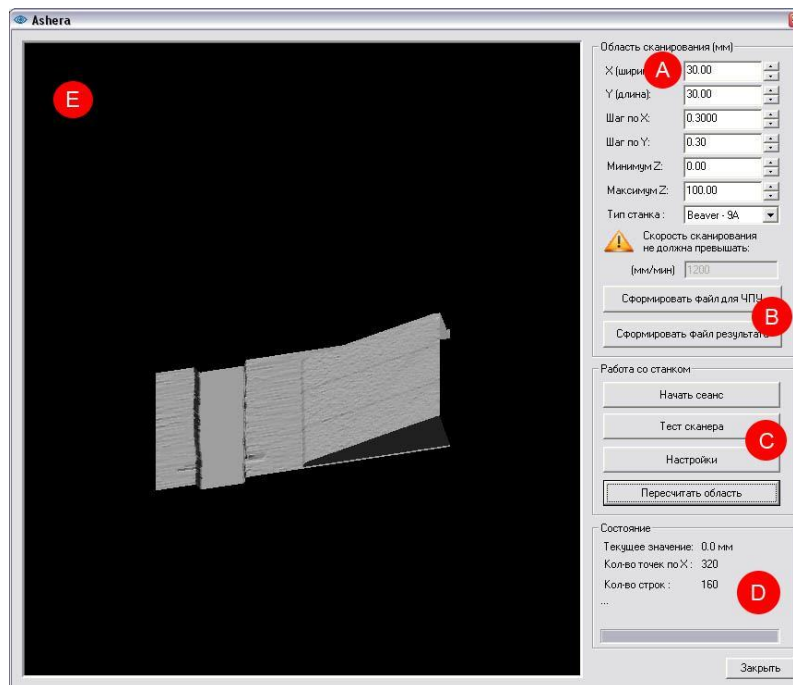 Ashera
E
Область сканирования (мм)
A
30.00
Y (длина):
30.00
Шаг по X:
0.3000
Шаг по Y:
0.30
Минимум Z:
0.00
Максимум Z:
100.00
Тип станка :
Beaver - 9A
Скорость сканирования
не должна превышать:
(мм/мин)
1200
Сформировать файл для ЧПУ
B
Сформировать файл результата
Работа со станком
Начать сеанс
Тест сканера
C
Настройки
Пересчитать область
Состояние
Текущее значение: 0.0 мм
Кол-во точек по X : 320
Кол-во строк : 160
D
...
Закрыть